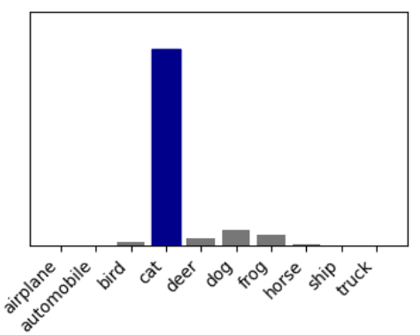 airplane
automobile
bird
cat
deer
dog
frog
horse
ship
truck